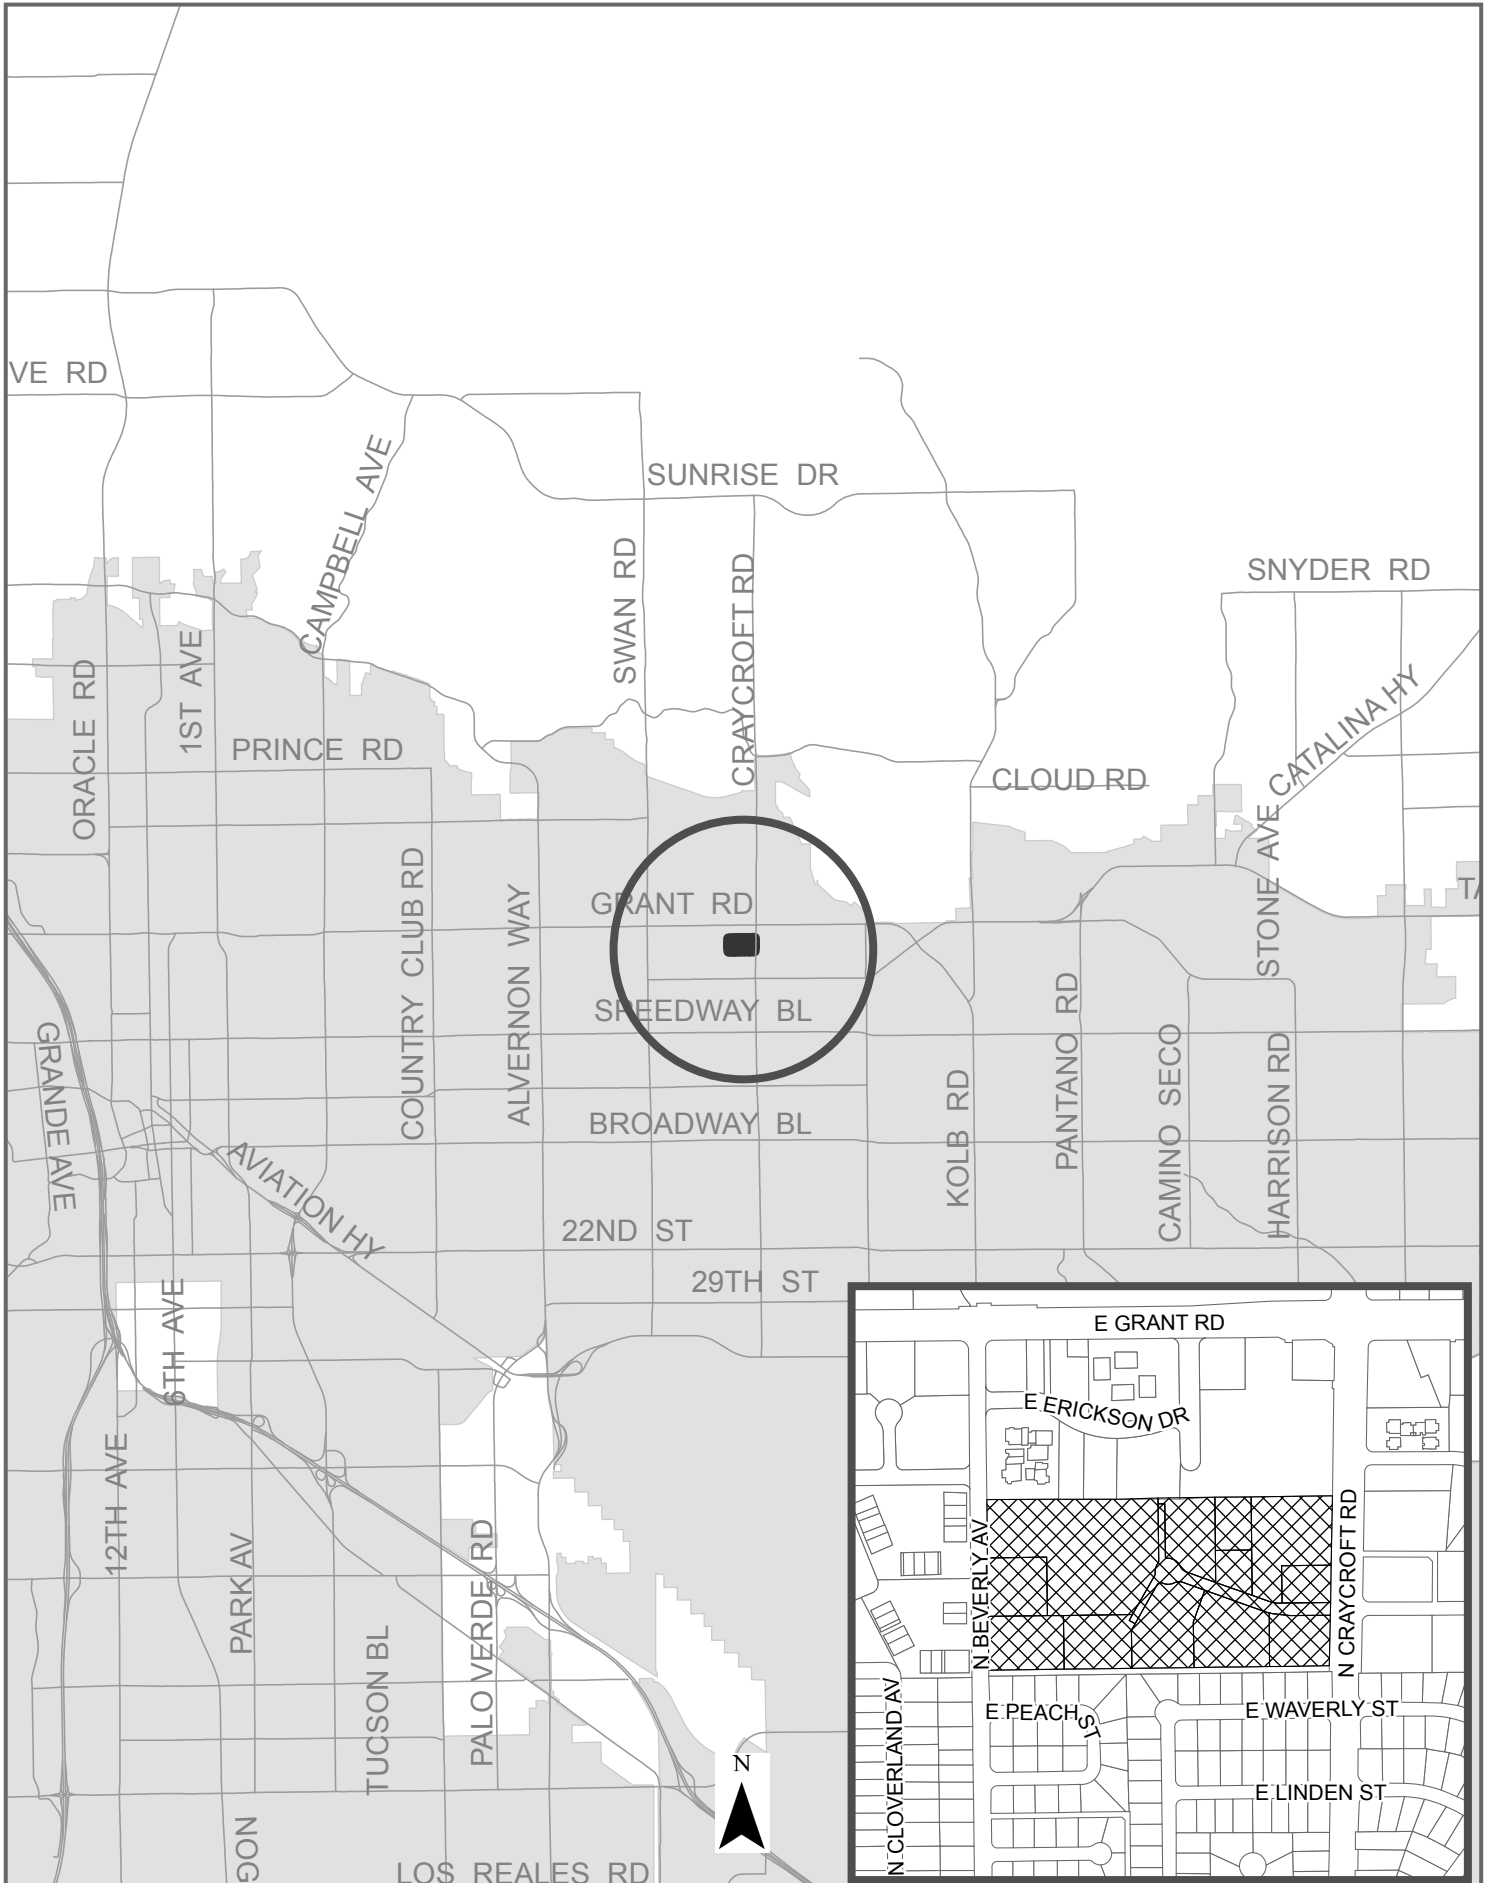 VE RD
SUNRISE DR
CAMPBELL AVE
SWAN RD
CRAYCROFT RD
SNYDER RD
ORACLE RD
1ST AVE
PRINCE RD
CLOUD RD
CATALINA HY
STONE AVE
COUNTRY CLUB RD
ALVERNON WAY
GRANT RD
TA
SPEEDWAY BL
GRANDE AVE
KOLB RD
PANTANO RD
CAMINO SECO
HARRISON RD
BROADWAY BL
AVIATION HY
22ND ST
29TH ST
6TH AVE
12TH AVE
PARK AV
TUCSON BL
PALO VERDE RD
NOG
LOS REALES RD
N
E GRANT RD
E ERICKSON DR
N BEVERLY AV
N CRAYCROFT RD
N CLOVERLAND AV
E PEACH ST
E WAVERLY ST
E LINDEN ST